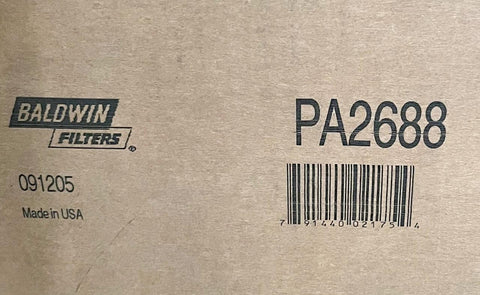 BALDWIN
FILTERS®
PA2688
091205
Made in USA
7 91440 02175 4